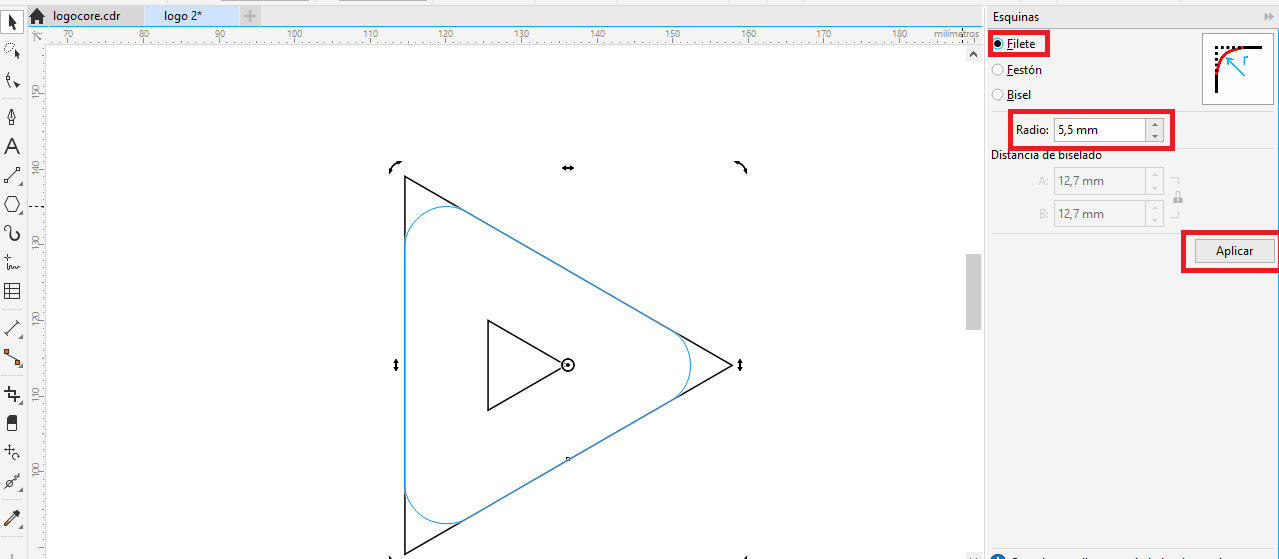 logocore.cdr
logo 2*
Esquinas
70 80 90 100 110 120 130 140 150 160 170 180 milímetros
Filete
r
Festón
Bisel
Radio: 5,5 mm
Distancia de biselado
A: 12,7 mm
B: 12,7 mm
Aplicar
150
140
130
120
110
100
A